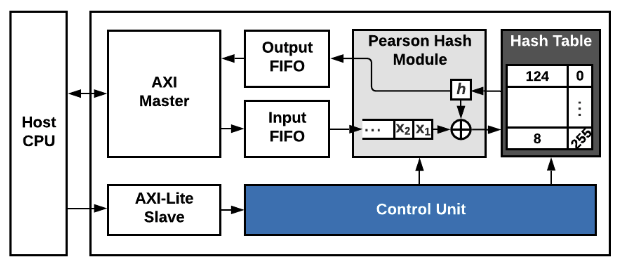 Host
CPU
AXI
Master
Output
FIFO
Input
FIFO
Pearson Hash
Module
h
... x2 x1
Hash Table
124 0
8 255
AXI-Lite
Slave
Control Unit